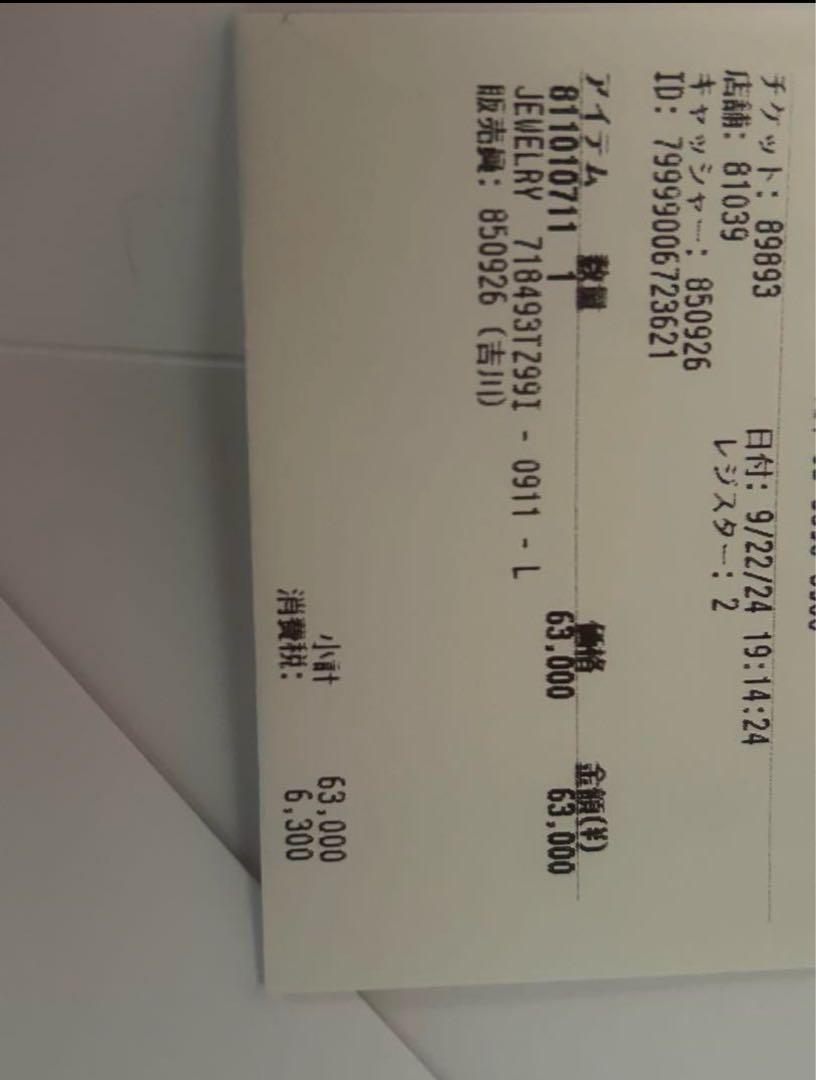 チケット: 89893 日付: 9/22/24 19:14:24
店舗: 81039 レジスター: 2
キャッシャー: 850926
ID: 79999006723621
アイテム 数量 価格 金額(¥)
811010711 1 63,000 63,000
JEWELRY 718493TZ99I - 0911 - L
販売員: 850926 (吉川)
小計 63,000
消費税: 6,300